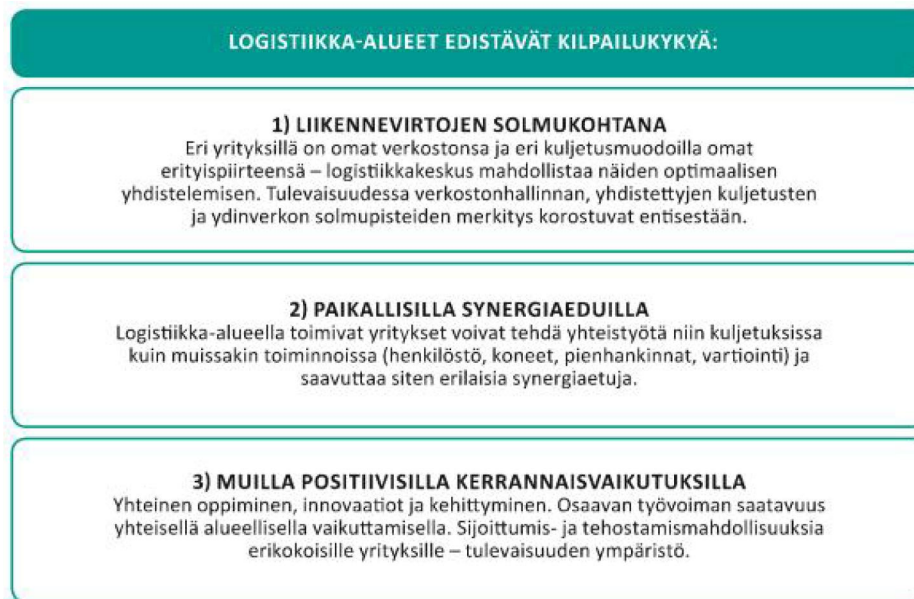 LOGISTIIKKA-ALUEET EDISTÄVÄT KILPAILUKYKYÄ:
1) LIIKENNEVIRTOJEN SOLMUKOHTANA
Eri yrityksillä on omat verkostonsa ja eri kuljetusmuodoilla omat
erityispiirteensä – logistiikkakeskus mahdollistaa näiden optimaalisen
yhdistelemisen. Tulevaisuudessa verkostonhallinnan, yhdistettyjen kuljetusten
ja ydinverkon solmupisteiden merkitys korostuvat entisestään.
2) PAIKALLISILLA SYNERGIAEDUILLA
Logistiikka-alueella toimivat yritykset voivat tehdä yhteistyötä niin kuljetuksissa
kuin muissakin toiminnoissa (henkilöstö, koneet, pienhankinnat, vartiointi) ja
saavuttaa siten erilaisia synergiaetuja.
3) MUILLA POSITIIVISILLA KERRANNAISVAIKUTUKSILLA
Yhteinen oppiminen, innovaatiot ja kehittyminen. Osaavan työvoiman saatavuus
yhteisellä alueellisella vaikuttamisella. Sijoittumis- ja tehostamismahdollisuuksia
erikokoisille yrityksille – tulevaisuuden ympäristö.